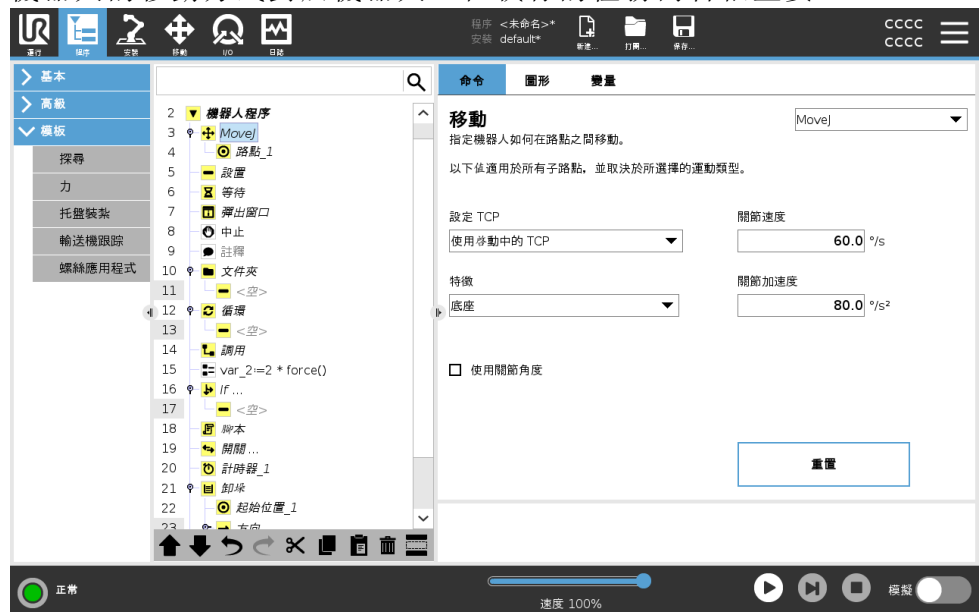 程序 <未命名>*
安裝 default*
cccc
cccc
運行
程序
安裝
移動
I/O
日誌
新建...
打開...
保存...
基本
高級
模板
探尋
力
托盤裝紮
輸送機跟踪
螺絲應用程式
2 機器人程序
3 MoveJ
4 路點_1
5 設置
6 等待
7 彈出窗口
8 中止
9 註釋
10 文件夾
11 <空>
12 循環
13 <空>
14 調用
15 var_2:=2 * force()
16 If ...
17 <空>
18 腳本
19 開關...
20 計時器_1
21 卸垛
22 起始位置_1
23 方向
命令 圖形 變量
移動
MoveJ
指定機器人如何在路點之間移動。
以下值適用於所有子路點，並取決於所選擇的運動類型。
設定 TCP
關節速度
使用移動中的 TCP
60.0 °/s
特徵
關節加速度
底座
80.0 °/s²
使用關節角度
重置
正常
速度 100%
模擬